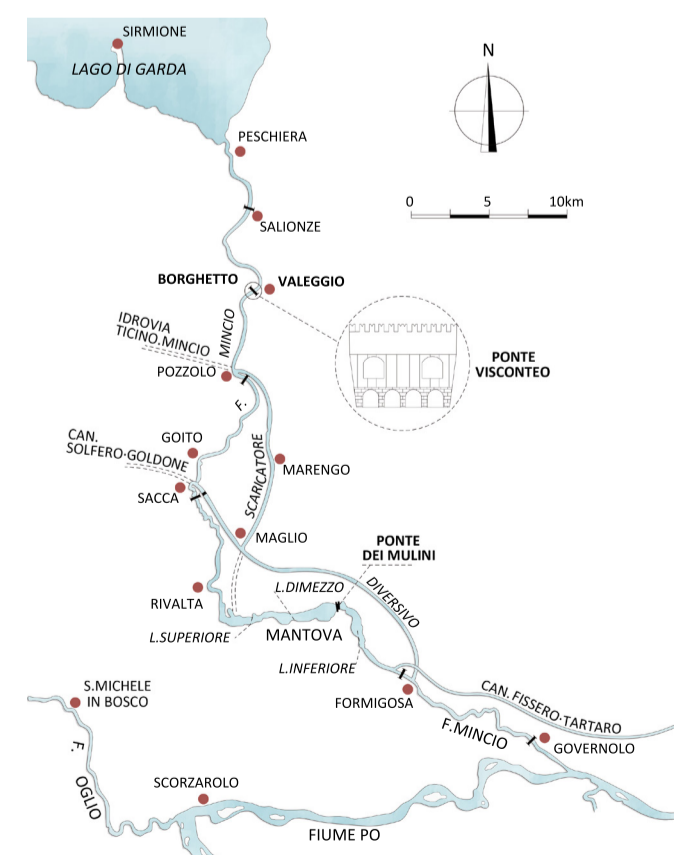 SIRMIONE
LAGO DI GARDA
N
PESCHIERA
0 5 10km
SALIONZE
BORGHETTO
VALEGGIO
IDROVIA
TICINO.MINCIO
MINCIO
PONTE
VISCONTEO
POZZOLO
F.
CAN.
SOLFERO-GOLDONE
GOITO
SCARICATORE
MARENGO
SACCA
MAGLIO
PONTE
DEI MULINI
RIVALTA
L.DIMEZZO
DIVERSIVO
L.SUPERIORE
MANTOVA
L.INFERIORE
FORMIGOSA
CAN. FISSERO-TARTARO
S.MICHELE
IN BOSCO
F.MINCIO
GOVERNOLO
F.
OGLIO
SCORZAROLO
FIUME PO